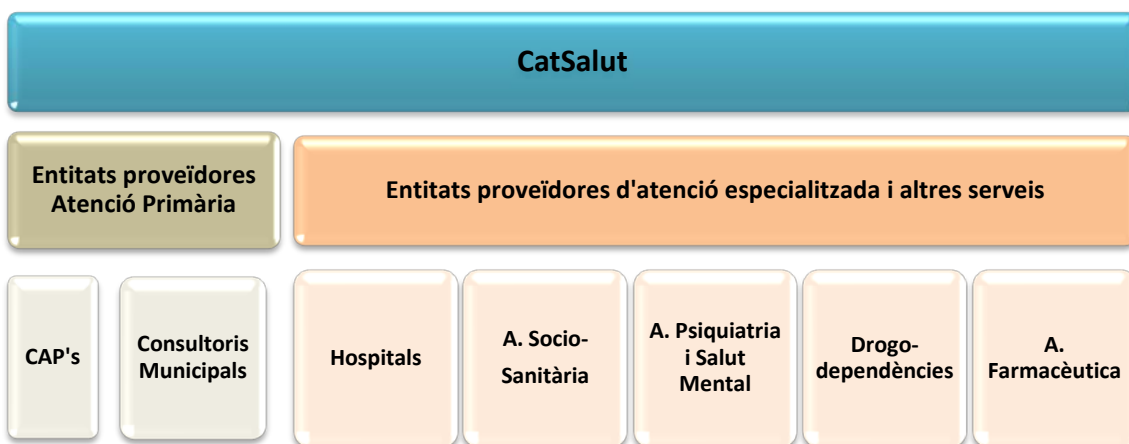 CatSalut
Entitats proveïdores
Atenció Primària
Entitats proveïdores d'atenció especialitzada i altres serveis
CAP's
Consultoris
Municipals
Hospitals
A. Socio-
Sanitària
A. Psiquiatria
i Salut
Mental
Drogo-
dependències
A.
Farmacèutica